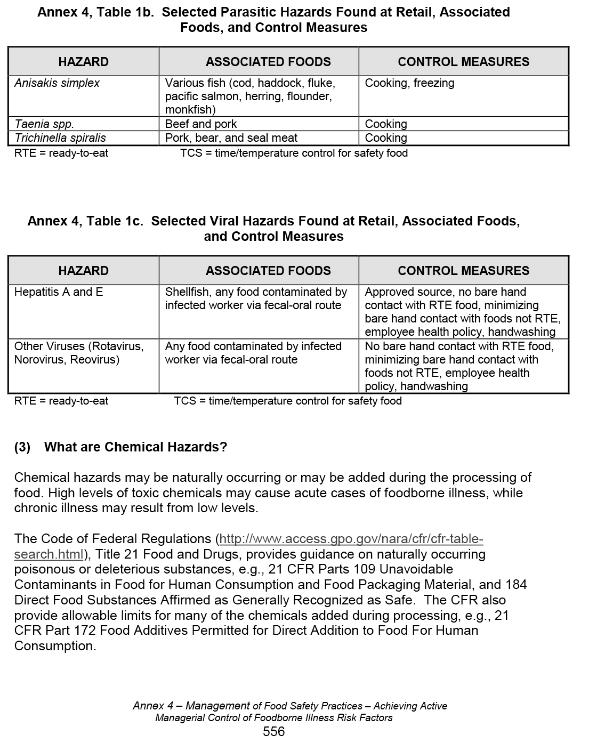 Annex 4, Table 1b.  Selected Parasitic Hazards Found at Retail, Associated
Foods, and Control Measures
HAZARD ASSOCIATED FOODS CONTROL MEASURES
Anisakis simplex Various fish (cod, haddock, fluke, Cooking, freezing
pacific salmon, herring, flounder,
monkfish)
Taenia spp. Beef and pork Cooking
Trichinella spiralis Pork, bear, and seal meat Cooking
RTE = ready-to-eat TCS = time/temperature control for safety food
Annex 4, Table 1c.  Selected Viral Hazards Found at Retail, Associated Foods,
and Control Measures
HAZARD ASSOCIATED FOODS CONTROL MEASURES
Hepatitis A and E Shellfish, any food contaminated by Approved source, no bare hand
infected worker via fecal-oral route contact with RTE food, minimizing
bare hand contact with foods not RTE,
employee health policy, handwashing
Other Viruses (Rotavirus, Any food contaminated by infected No bare hand contact with RTE food,
Norovirus, Reovirus) worker via fecal-oral route minimizing bare hand contact with
foods not RTE, employee health
policy, handwashing
RTE = ready-to-eat TCS = time/temperature control for safety food
(3) What are Chemical Hazards?
Chemical hazards may be naturally occurring or may be added during the processing of
food. High levels of toxic chemicals may cause acute cases of foodborne illness, while
chronic illness may result from low levels.
The Code of Federal Regulations (http://www.access.gpo.gov/nara/cfr/cfr-table-
search.html), Title 21 Food and Drugs, provides guidance on naturally occurring
poisonous or deleterious substances, e.g., 21 CFR Parts 109 Unavoidable
Contaminants in Food for Human Consumption and Food Packaging Material, and 184
Direct Food Substances Affirmed as Generally Recognized as Safe.  The CFR also
provide allowable limits for many of the chemicals added during processing, e.g., 21
CFR Part 172 Food Additives Permitted for Direct Addition to Food For Human
Consumption.
Annex 4 – Management of Food Safety Practices – Achieving Active
Managerial Control of Foodborne Illness Risk Factors
556